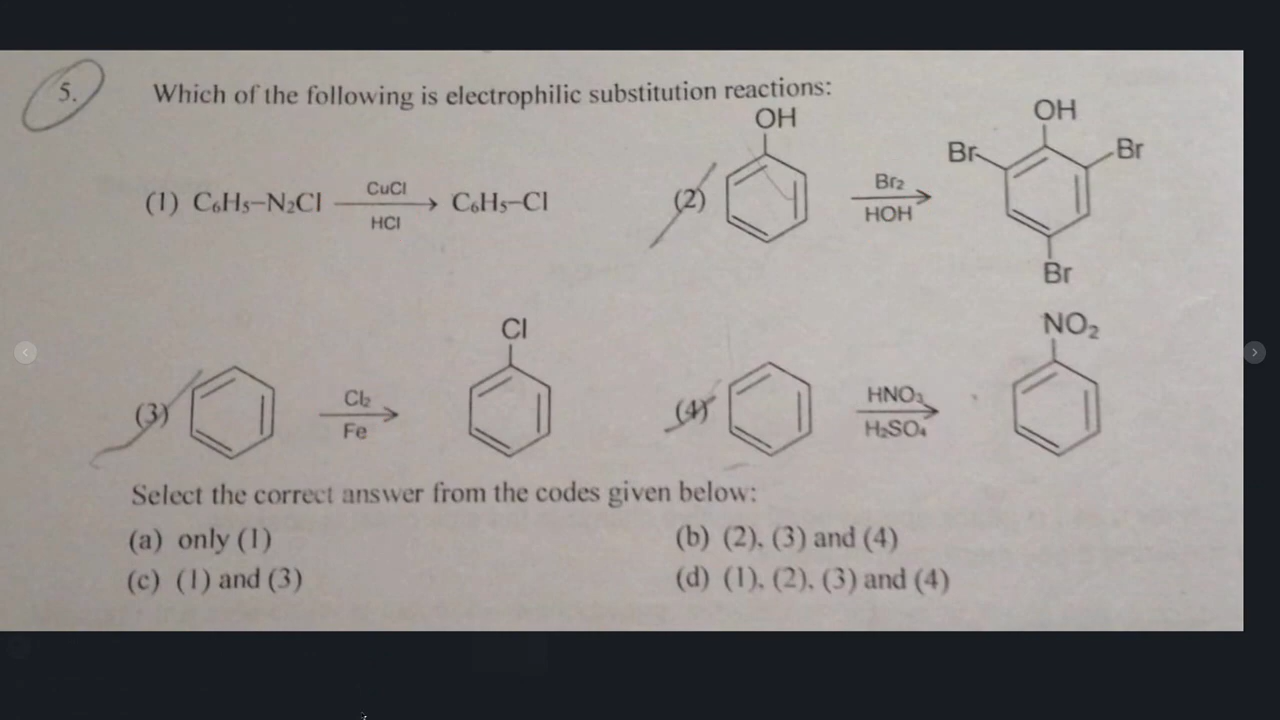 5. Which of the following is electrophilic substitution reactions:
(1) C₆H₅–N₂Cl CuCl HCl C₆H₅–Cl
(2) OH Br₂ HOH OH Br Br Br
(3) Cl₂ Fe Cl
(4) HNO₃ H₂SO₄ NO₂
Select the correct answer from the codes given below:
(a) only (1)
(b) (2), (3) and (4)
(c) (1) and (3)
(d) (1), (2), (3) and (4)